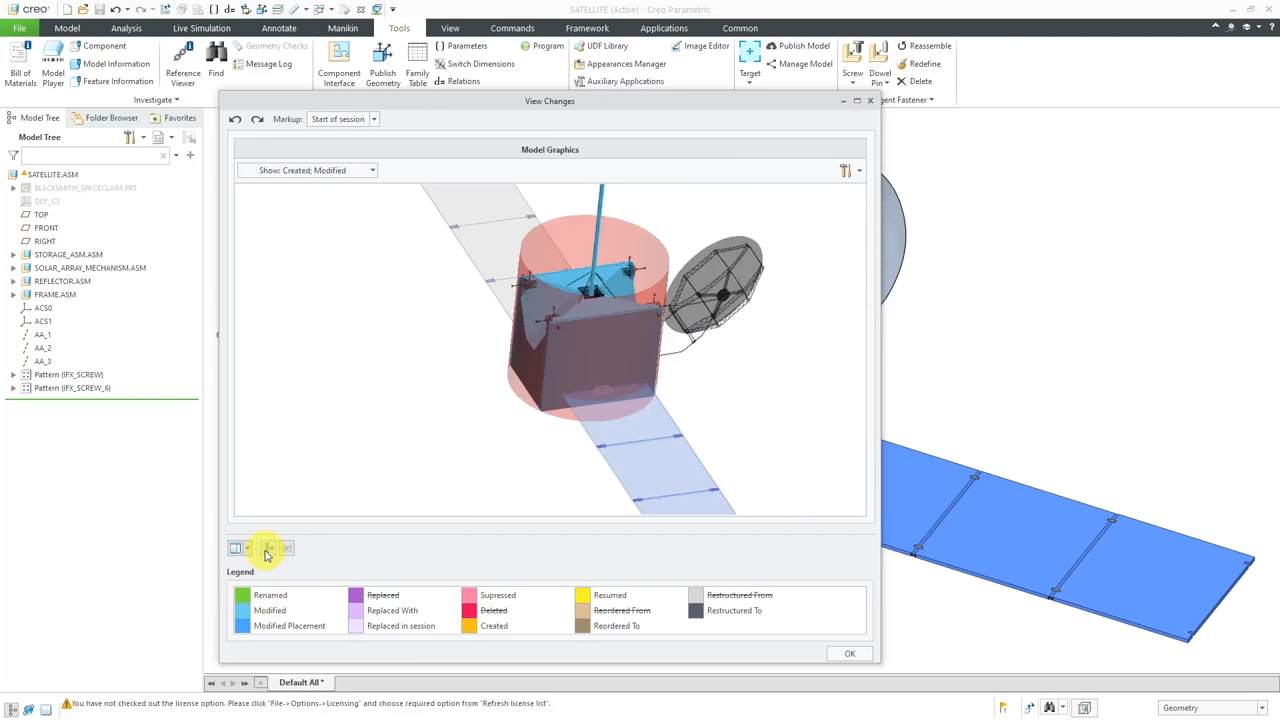 creo
SATELLITE (Active) - Creo Parametric
File Model Analysis Live Simulation Annotate Manikin Tools View Commands Framework Applications Common
Bill of Materials
Model Player
Component
Model Information
Feature Information
Reference Viewer
Find
Geometry Checks
Message Log
Component Interface
Publish Geometry
Family Table
Parameters
Switch Dimensions
Relations
Program
UDF Library
Appearances Manager
Auxiliary Applications
Image Editor
Target
Publish Model
Manage Model
Screw
Dowel Pin
Reassemble
Redefine
Delete
Investigate
gent Fastener
Model Tree Folder Browser Favorites
Model Tree
SATELLITE.ASM
BLACKSMITH_SPACECLAIM.PRT
DEF_CS
TOP
FRONT
RIGHT
STORAGE_ASM.ASM
SOLAR_ARRAY_MECHANISM.ASM
REFLECTOR.ASM
FRAME.ASM
ACS0
ACS1
AA_1
AA_2
AA_3
Pattern (IFX_SCREW)
Pattern (IFX_SCREW_6)
View Changes
Markup: Start of session
Model Graphics
Show: Created; Modified
Legend
Renamed Replaced Supressed Resumed Restructured From
Modified Replaced With Deleted Reordered From Restructured To
Modified Placement Replaced in session Created Reordered To
OK
Default All *
You have not checked out the license option. Please click "File->Options->Licensing" and choose required option from "Refresh license list".
Geometry